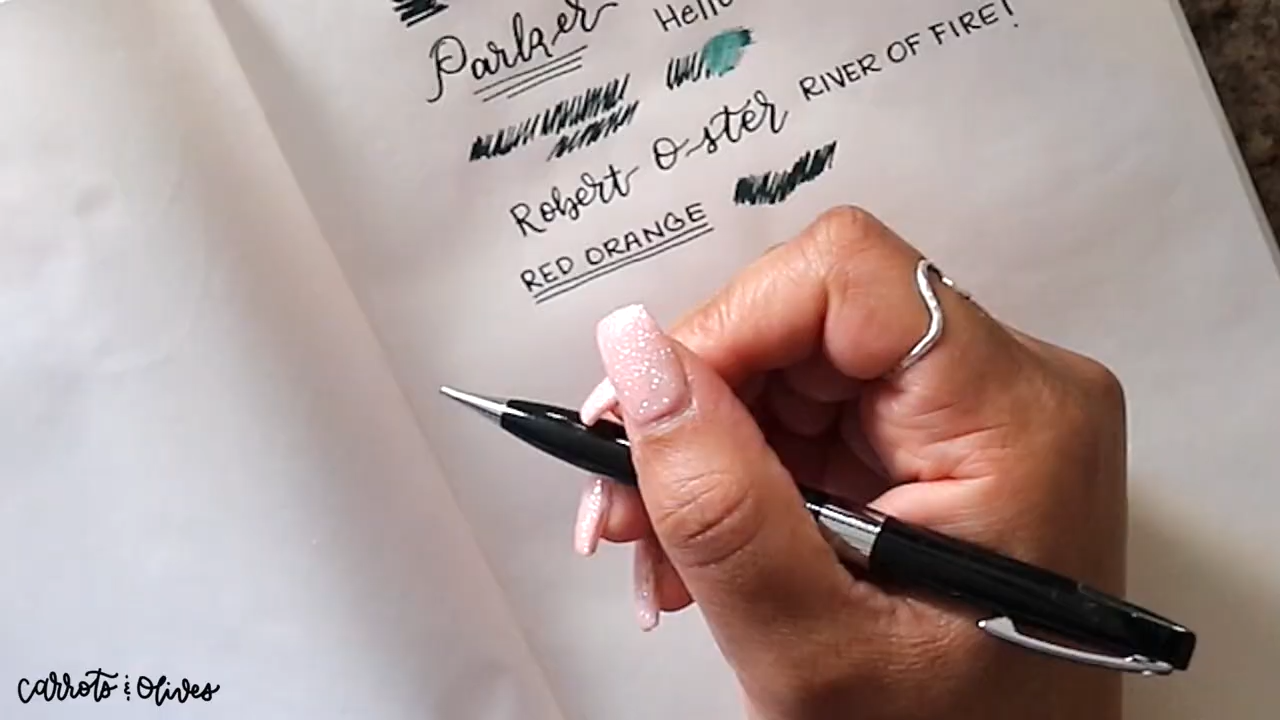 Parker Hello
Robert Oster RIVER OF FIRE!
RED ORANGE
carrots & Olives